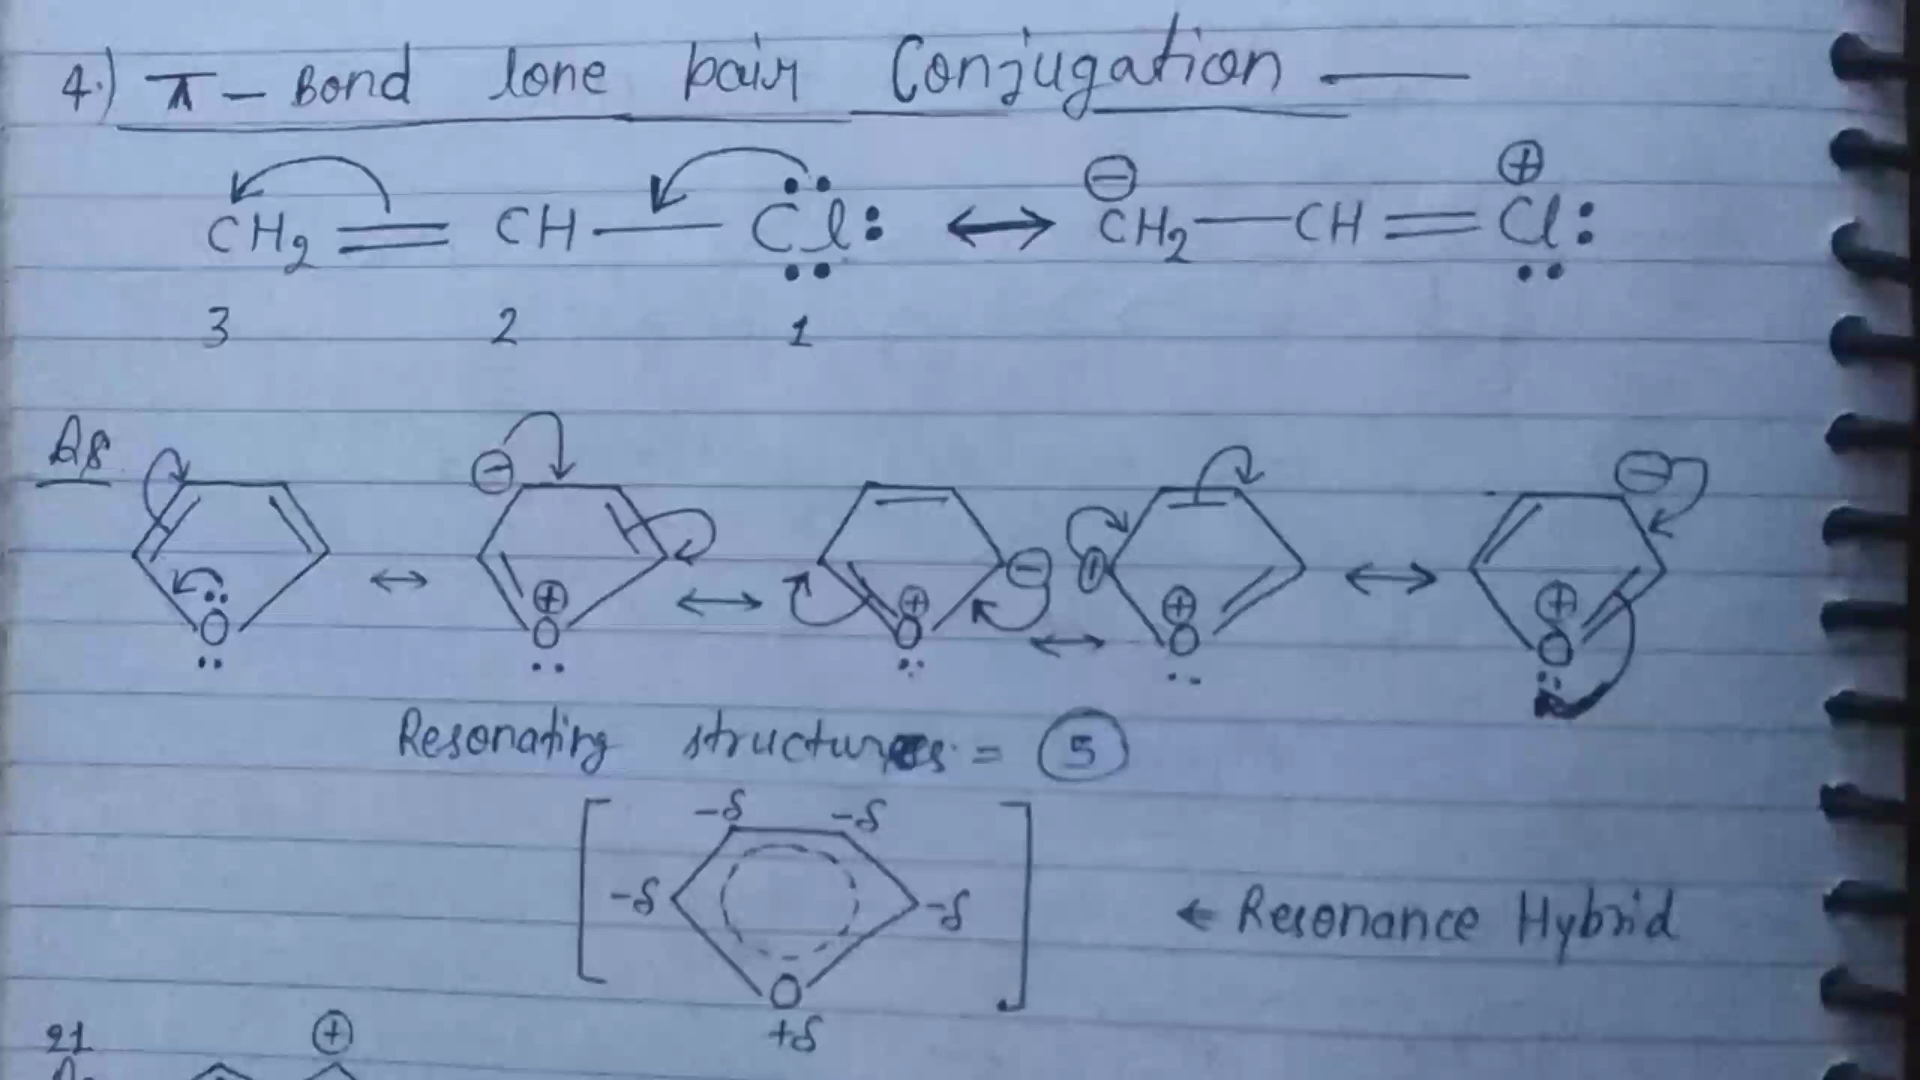 4.) π - Bond lone pair Conjugation —
CH₂ = CH — Cl: ↔ CH₂ — CH = Cl:
⊖ ⊕
3 2 1
⊖ ⊕ ↔ ⊕ ⊖ ↔ ⊕ ⊕ ↔ ⊖ ⊕
O O O O O
Resonating structures = 5
-δ -δ
-δ -δ
O
+δ
← Resonance Hybrid
21 ⊕